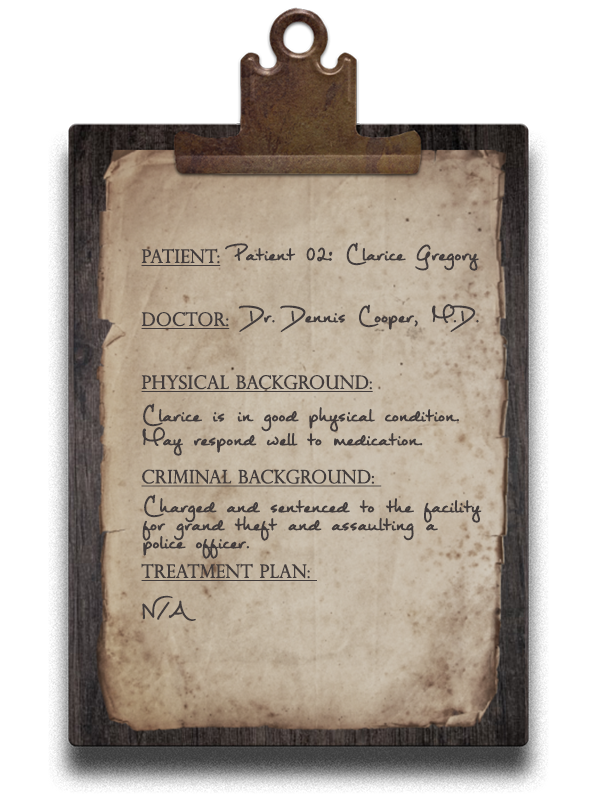 PATIENT: Patient 02: Clarice Gregory
DOCTOR: Dr. Dennis Cooper, M.D.
PHYSICAL BACKGROUND:
Clarice is in good physical condition.
May respond well to medication.
CRIMINAL BACKGROUND:
Charged and sentenced to the facility
for grand theft and assaulting a
police officer.
TREATMENT PLAN:
N/A